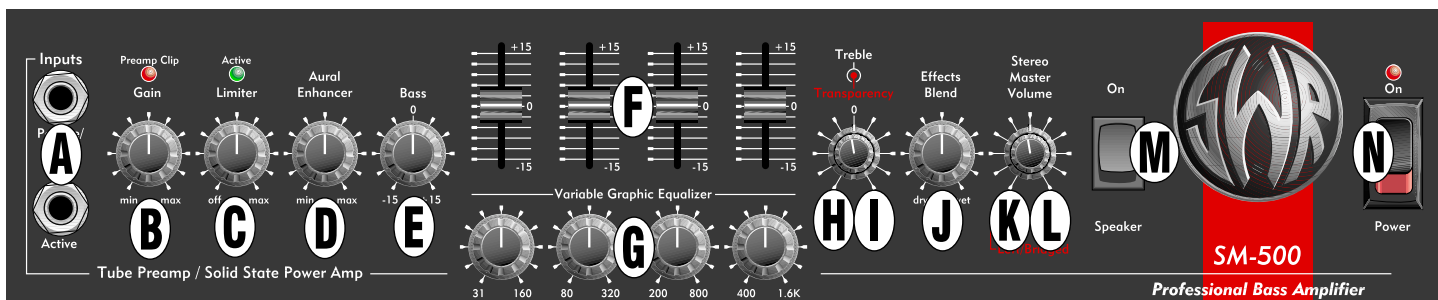 Inputs
A
Active
Preamp Clip
Gain
min max
B
Active
Limiter
off max
C
Aural
Enhancer
min max
D
Bass
0
-15 +15
E
Tube Preamp / Solid State Power Amp
+15 +15 +15 +15
0 0 0 0
-15 -15 -15 -15
F
Variable Graphic Equalizer
G
31 160 80 320 200 800 400 1.6K
Treble
Transparency
0
H I
Effects
Blend
J
Stereo
Master
Volume
K L
On
Speaker
M
SWR
SM-500
Professional Bass Amplifier
On
N
Power